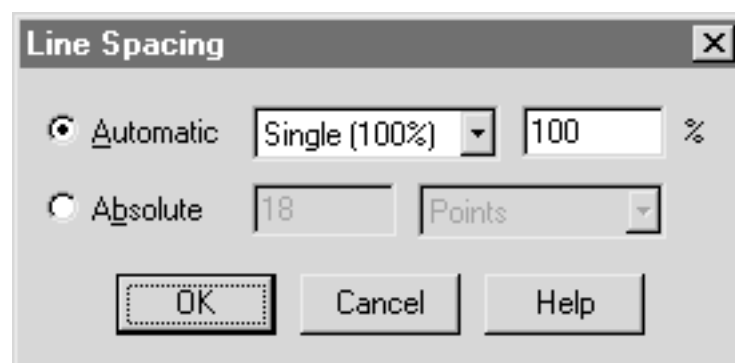 Line Spacing
Automatic Single (100%) 100 %
Absolute 18 Points
OK Cancel Help